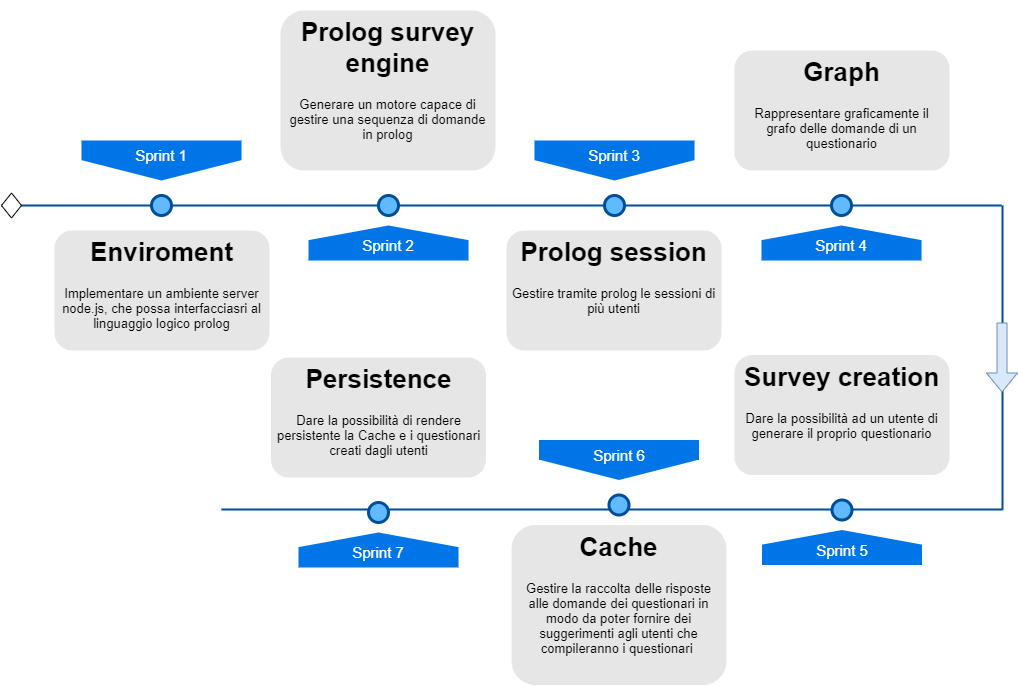 Sprint 1
Enviroment
Implementare un ambiente server
node.js, che possa interfacciasri al
linguaggio logico prolog
Prolog survey
engine
Generare un motore capace di
gestire una sequenza di domande
in prolog
Sprint 2
Sprint 3
Prolog session
Gestire tramite prolog le sessioni di
più utenti
Graph
Rappresentare graficamente il
grafo delle domande di un
questionario
Sprint 4
Survey creation
Dare la possibilità ad un utente di
generare il proprio questionario
Sprint 5
Sprint 6
Cache
Gestire la raccolta delle risposte
alle domande dei questionari in
modo da poter fornire dei
suggerimenti agli utenti che
compileranno i questionari
Persistence
Dare la possibilità di rendere
persistente la Cache e i questionari
creati dagli utenti
Sprint 7